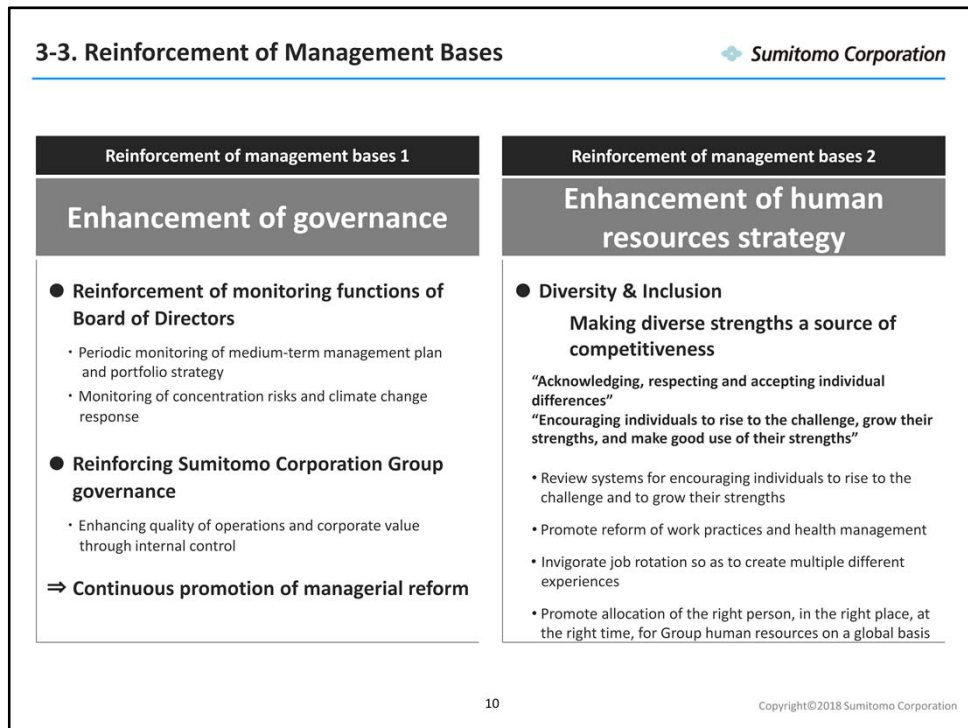 3-3. Reinforcement of Management Bases
Sumitomo Corporation
Reinforcement of management bases 1
Enhancement of governance
● Reinforcement of monitoring functions of
Board of Directors
・Periodic monitoring of medium-term management plan
and portfolio strategy
・Monitoring of concentration risks and climate change
response
● Reinforcing Sumitomo Corporation Group
governance
・Enhancing quality of operations and corporate value
through internal control
⇒ Continuous promotion of managerial reform
Reinforcement of management bases 2
Enhancement of human
resources strategy
● Diversity & Inclusion
Making diverse strengths a source of
competitiveness
“Acknowledging, respecting and accepting individual
differences”
“Encouraging individuals to rise to the challenge, grow their
strengths, and make good use of their strengths”
• Review systems for encouraging individuals to rise to the
challenge and to grow their strengths
• Promote reform of work practices and health management
• Invigorate job rotation so as to create multiple different
experiences
• Promote allocation of the right person, in the right place, at
the right time, for Group human resources on a global basis
10
Copyright©2018 Sumitomo Corporation